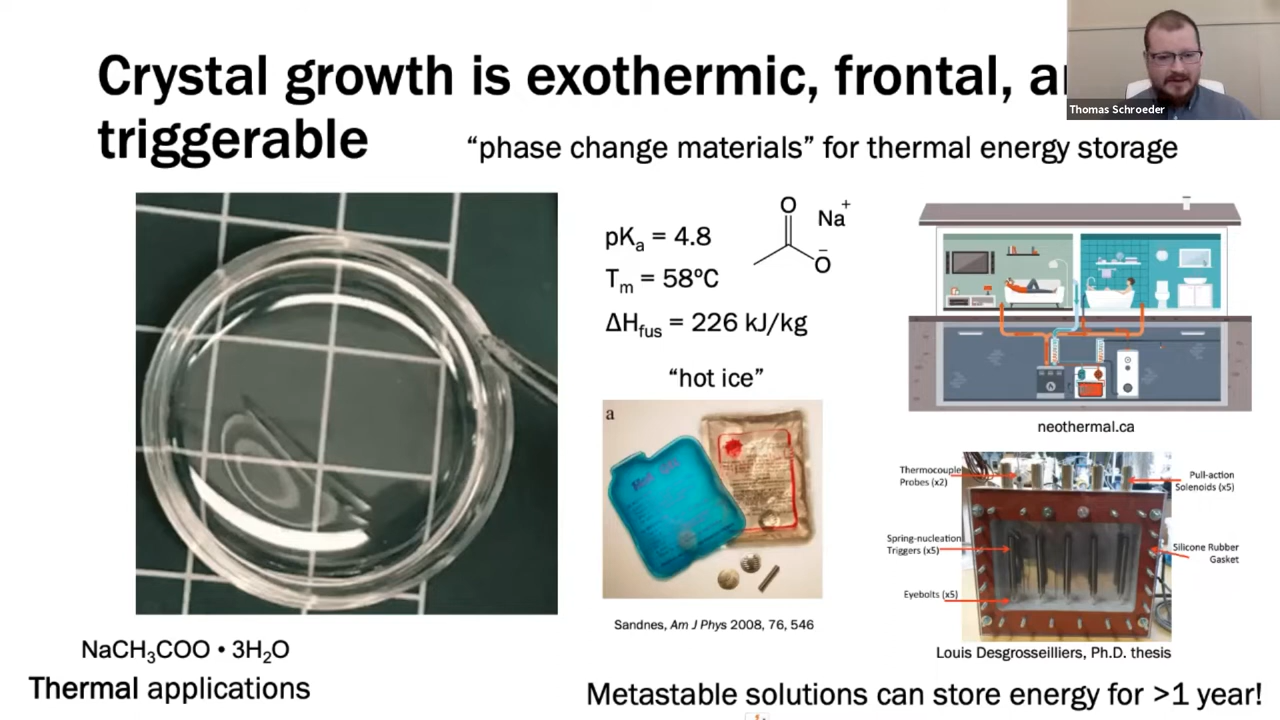 Crystal growth is exothermic, frontal, a
triggerable
"phase change materials" for thermal energy storage
Thomas Schroeder
pKa = 4.8
Tm = 58ºC
ΔHfus = 226 kJ/kg
O
Na+
O-
"hot ice"
a
Sandnes, Am J Phys 2008, 76, 546
neothermal.ca
Thermocouple
Probes (x2)
Pull-action
Solenoids (x5)
Spring-nucleation
Triggers (x5)
Silicone Rubber
Gasket
Eyebolts (x5)
Louis Desgrosseilliers, Ph.D. thesis
NaCH₃COO • 3H₂O
Thermal applications
Metastable solutions can store energy for >1 year!